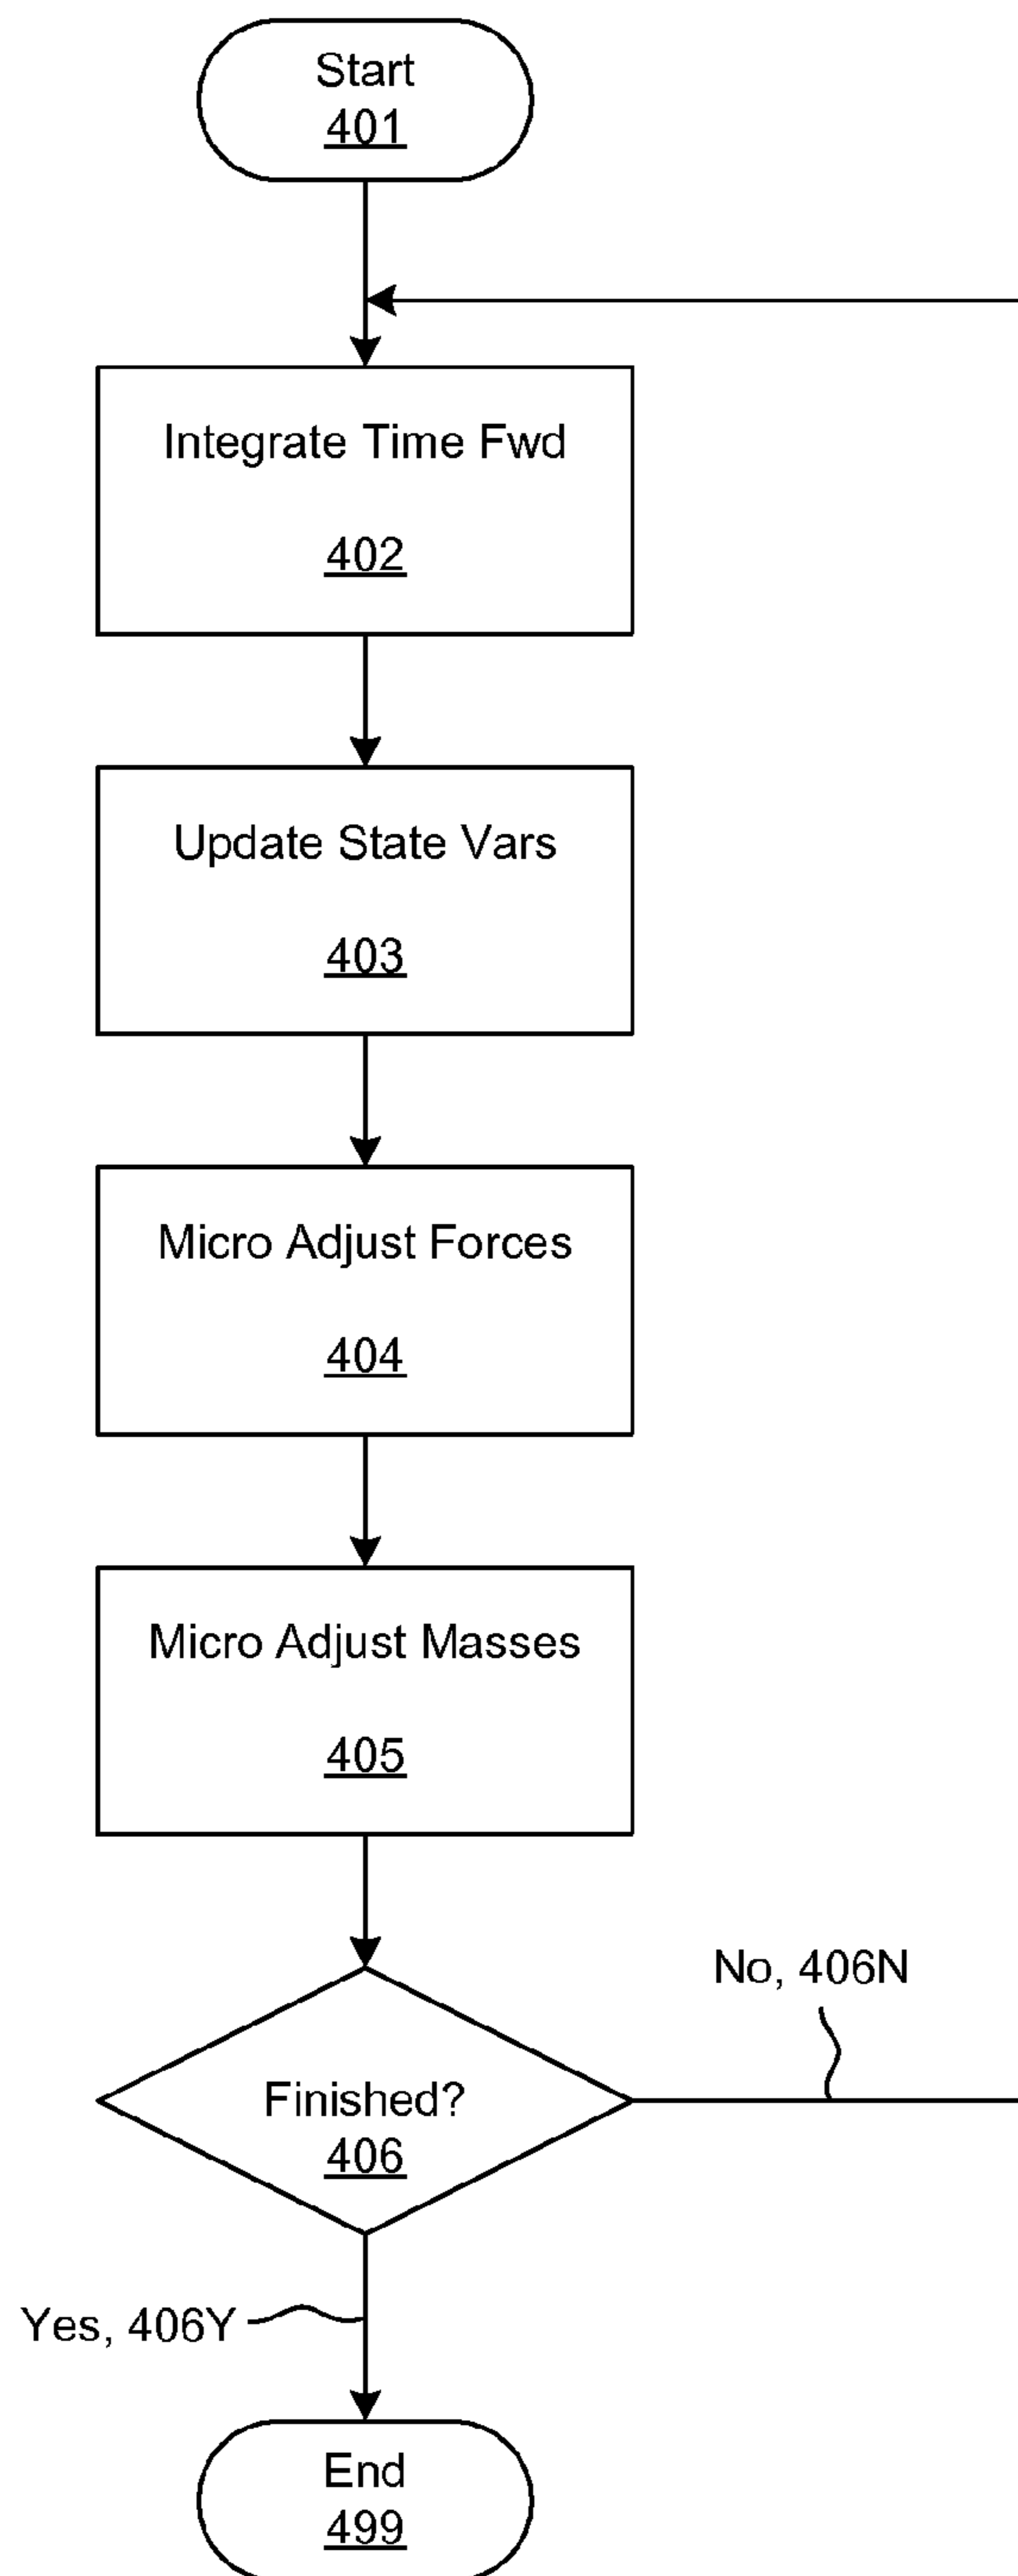 Start
401
Integrate Time Fwd
402
Update State Vars
403
Micro Adjust Forces
404
Micro Adjust Masses
405
No, 406N
Finished?
406
Yes, 406Y
End
499